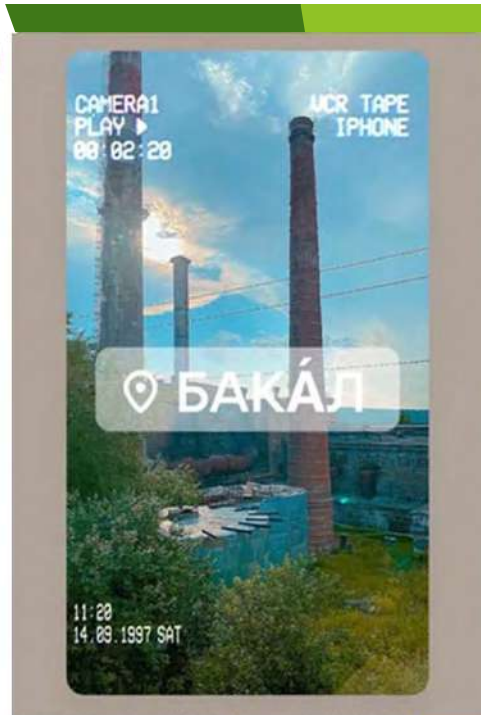 CAMERA1
PLAY ▶
00:02:20
VCR TAPE
IPHONE
БАКА́Л
11:20
14.09.1997 SAT